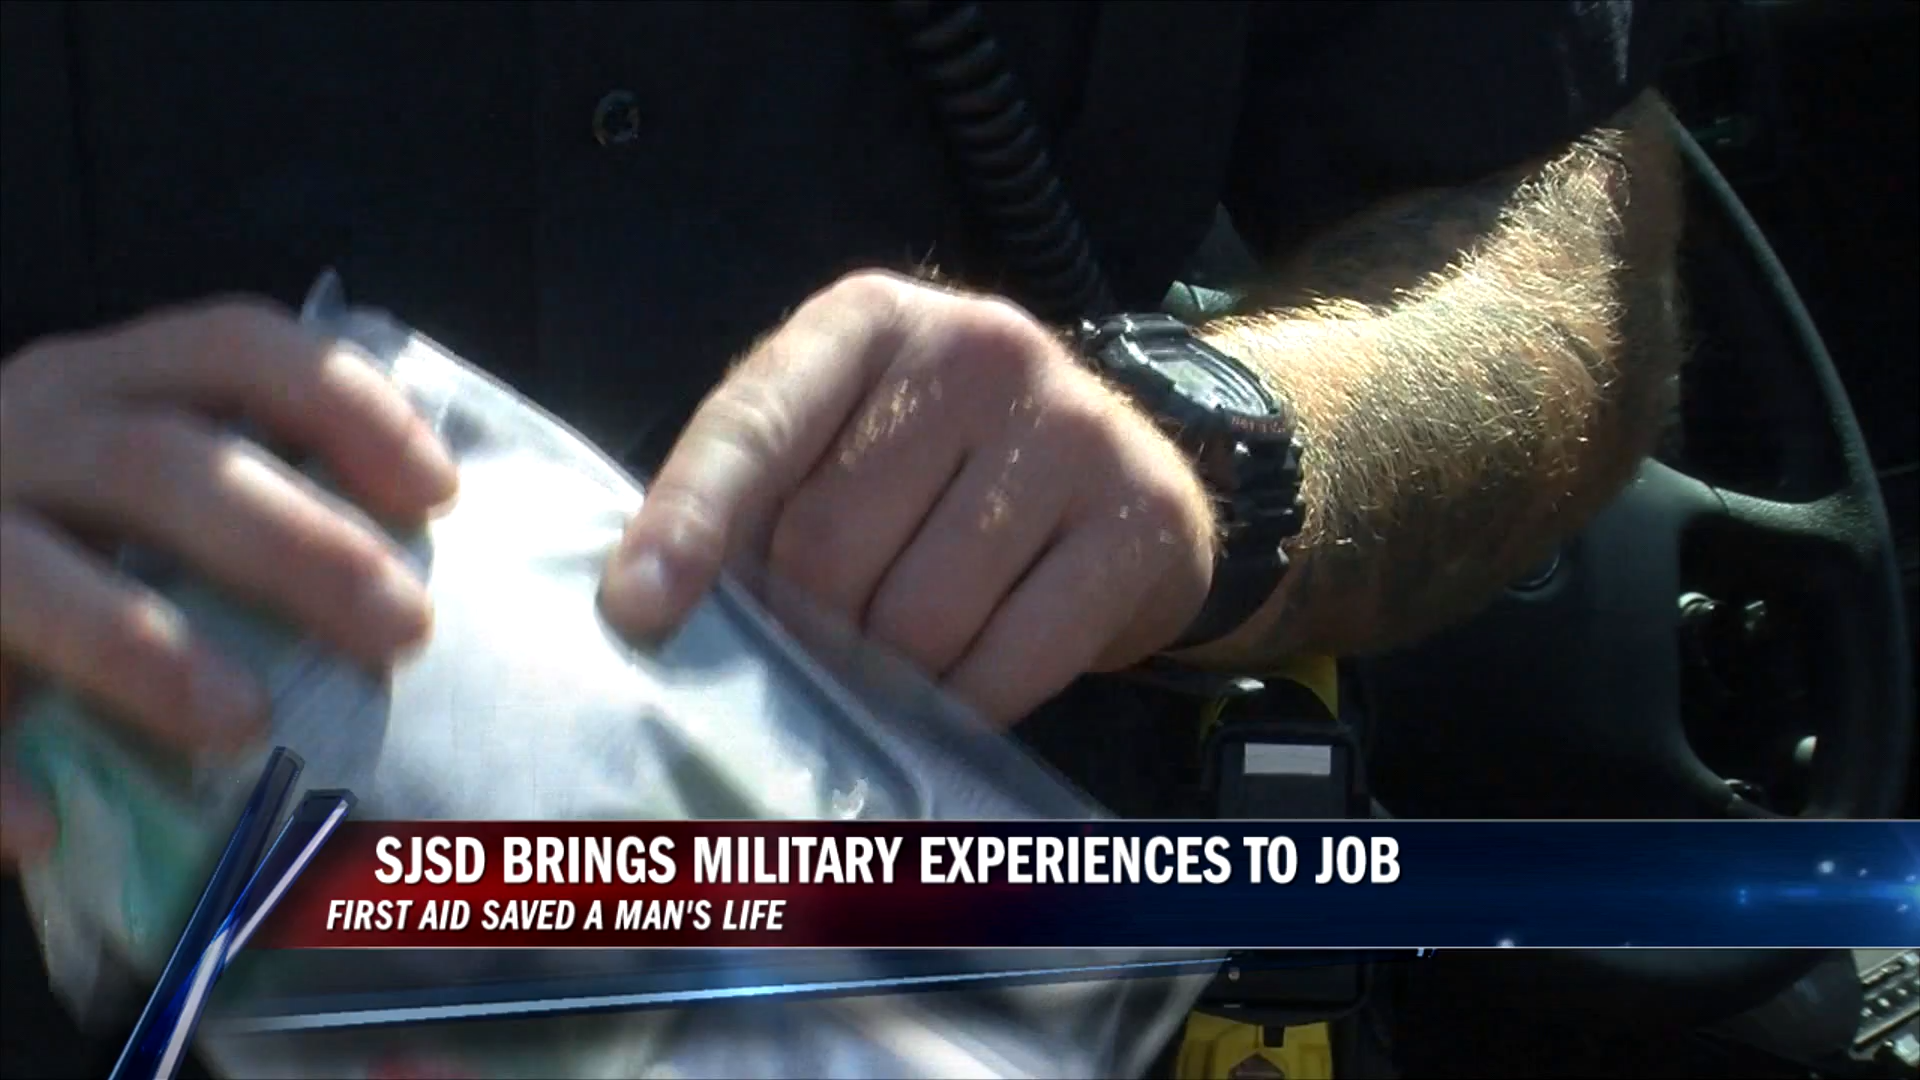 SJSD BRINGS MILITARY EXPERIENCES TO JOB
FIRST AID SAVED A MAN'S LIFE